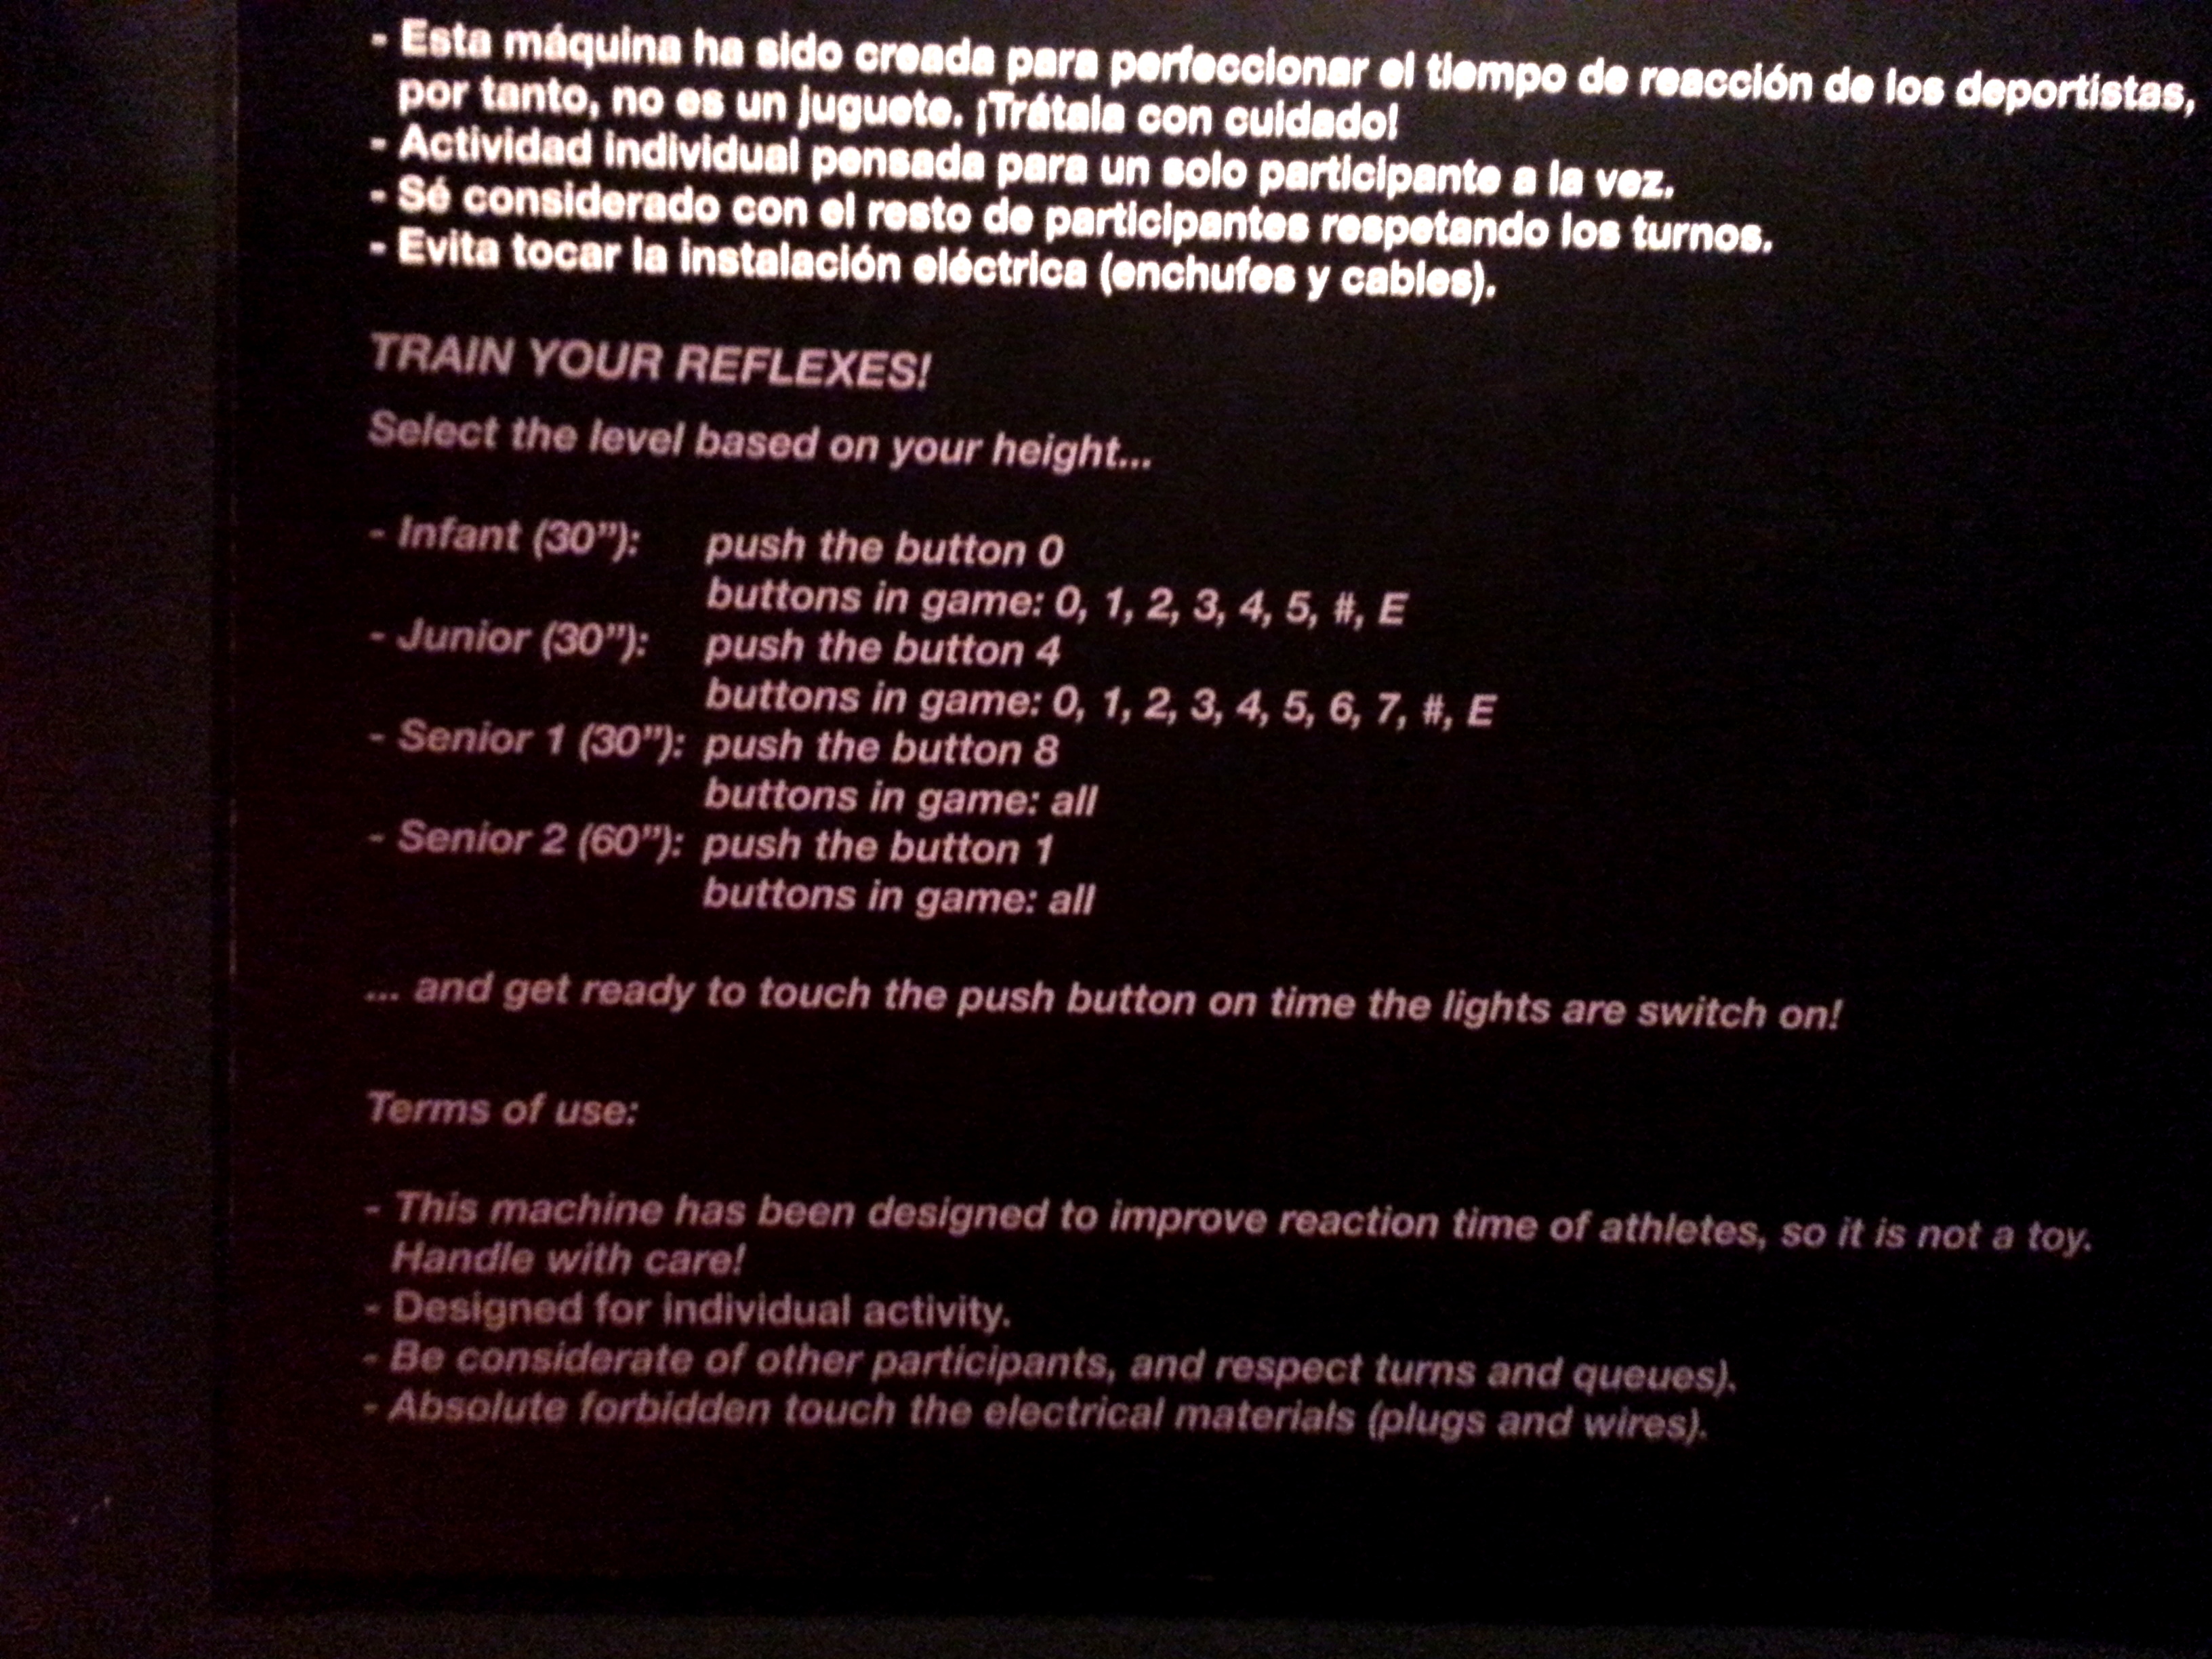 - Esta máquina ha sido creada para perfeccionar el tiempo de reacción de los deportistas,
por tanto, no es un juguete. ¡Trátala con cuidado!
- Actividad individual pensada para un solo participante a la vez.
- Sé considerado con el resto de participantes respetando los turnos.
- Evita tocar la instalación eléctrica (enchufes y cables).
TRAIN YOUR REFLEXES!
Select the level based on your height...
- Infant (30”): push the button 0
buttons in game: 0, 1, 2, 3, 4, 5, #, E
- Junior (30”): push the button 4
buttons in game: 0, 1, 2, 3, 4, 5, 6, 7, #, E
- Senior 1 (30”): push the button 8
buttons in game: all
- Senior 2 (60”): push the button 1
buttons in game: all
... and get ready to touch the push button on time the lights are switch on!
Terms of use:
- This machine has been designed to improve reaction time of athletes, so it is not a toy.
Handle with care!
- Designed for individual activity.
- Be considerate of other participants, and respect turns and queues).
- Absolute forbidden touch the electrical materials (plugs and wires).